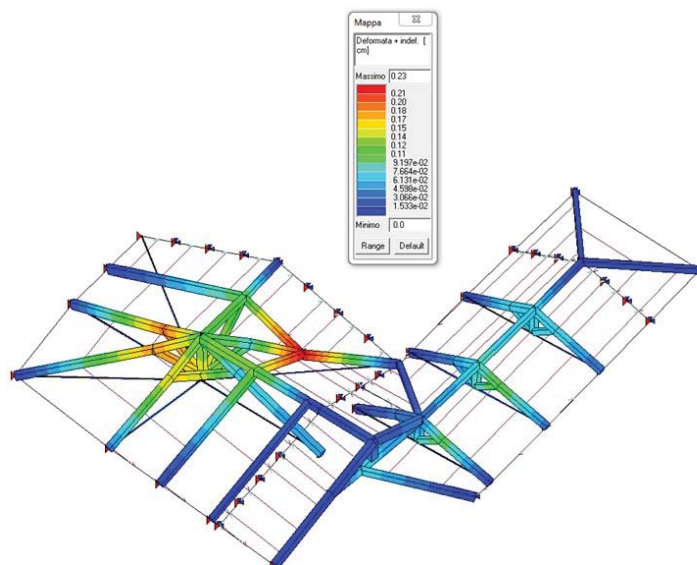 Mappa
Deformata + indef. [
cm]
Massimo 0.23
0.21
0.20
0.18
0.17
0.15
0.14
0.12
0.11
9.197e-02
7.664e-02
6.131e-02
4.598e-02
3.066e-02
1.533e-02
Minimo 0.0
Range Default